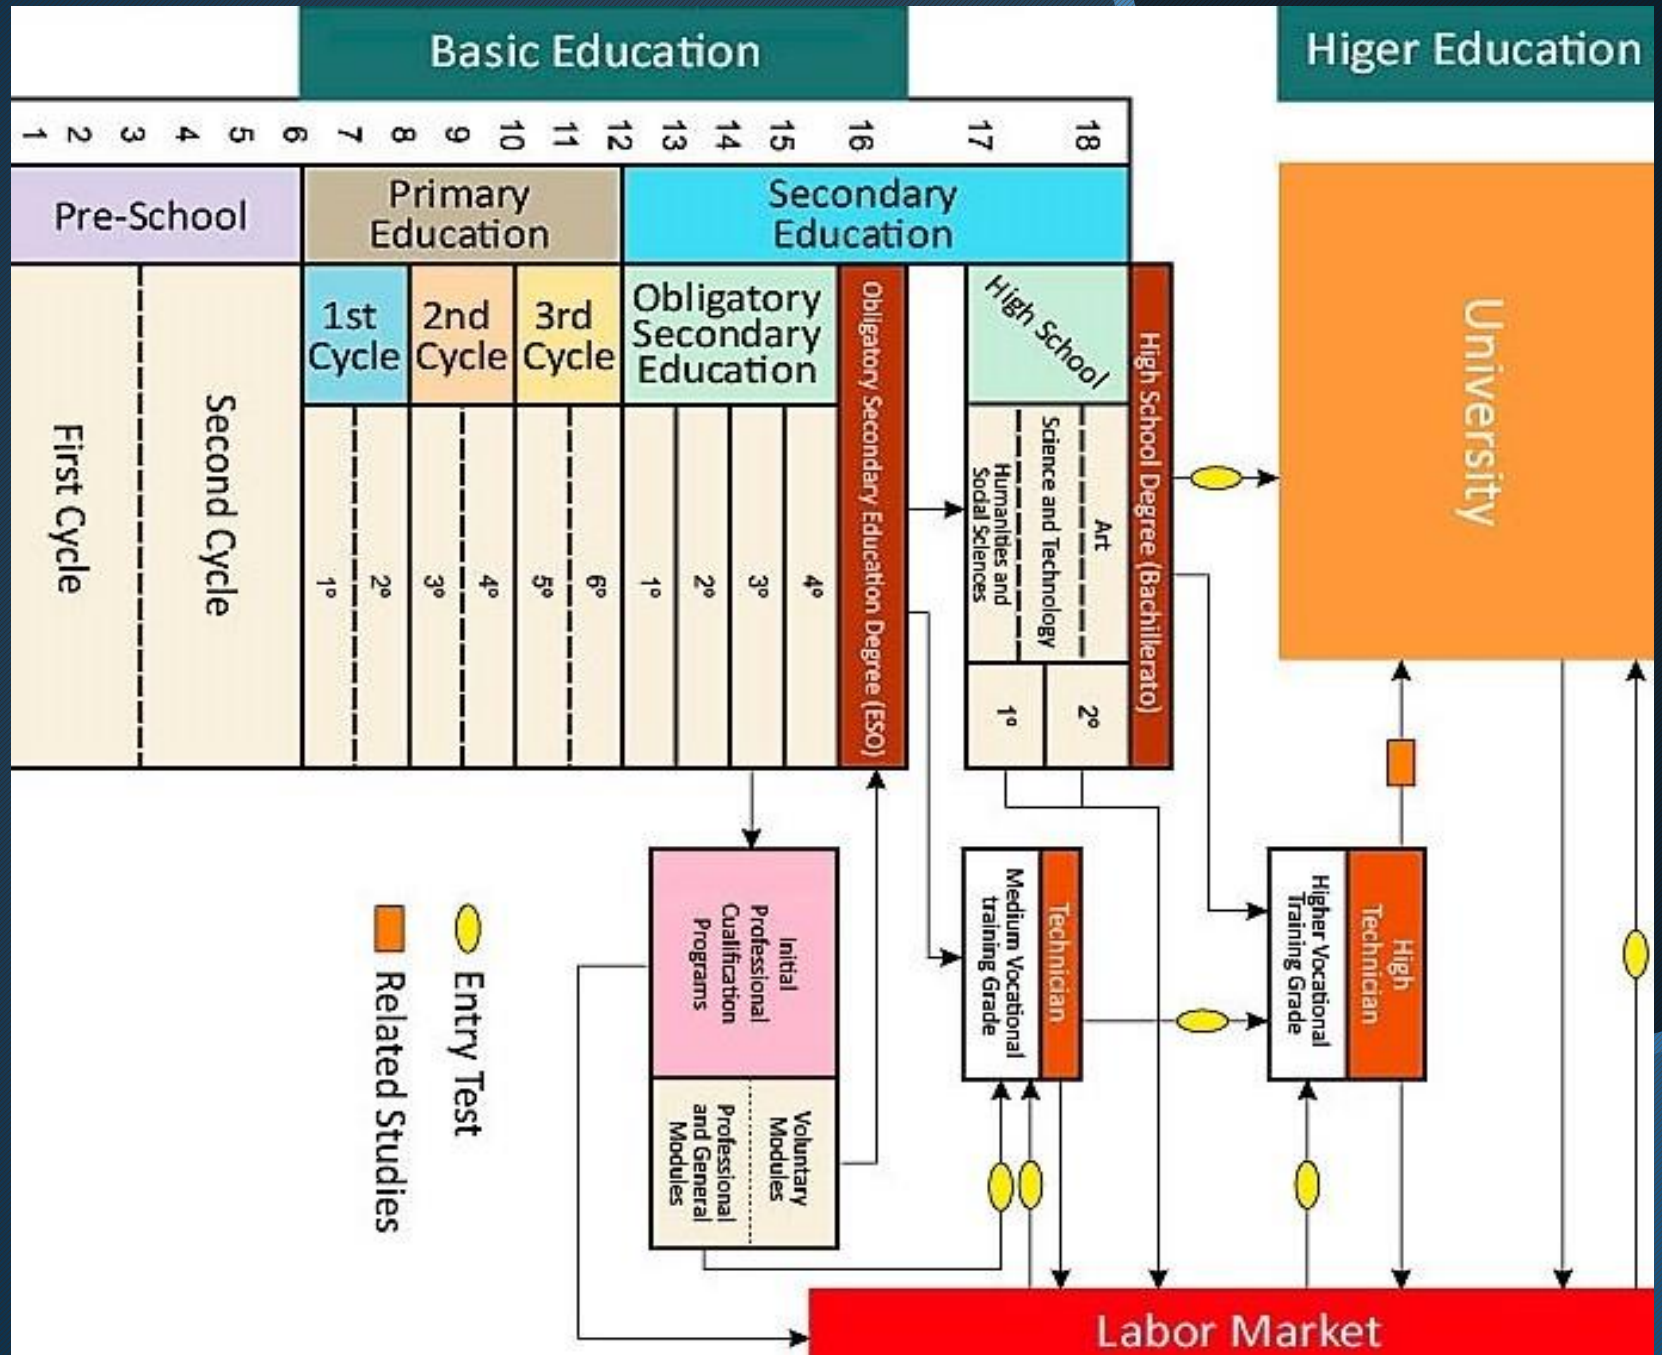 Basic Education
Higer Education
1 2 3 4 5 6 7 8 9 10 11 12 13 14 15 16 17 18
Pre-School
Primary
Education
Secondary
Education
First Cycle
Second Cycle
1st
Cycle
2nd
Cycle
3rd
Cycle
Obligatory
Secondary
Education
1º 2º 3º 4º 5º 6º 1º 2º 3º 4º
Obligatory Secondary Education Degree (ESO)
High School
Humanities and
Sodial Sciences
Science and Technology
Art
1º 2º
High School Degree (Bachillerato)
University
Initial
Professional
Cualification
Programs
Voluntary
Modules
Professional
and General
Modules
Medium Vocational
training Grade
Technician
Higher Vocational
Training Grade
High
Technician
Entry Test
Related Studies
Labor Market